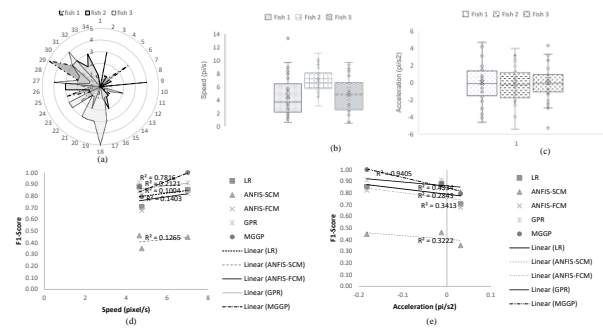 fish 1 fish 2 fish 3
1
2
3
4
5
6
7
8
9
10
11
12
13
14
15
16
17
18
19
20
21
22
23
24
25
26
27
28
29
30
31
32
33
34
5
4
3
2
1
(a)
Fish 1 Fish 2 Fish 3
Speed (pi/s)
16
14
12
10
8
6
4
2
0
(b)
Fish 1 Fish 2 Fish 3
Acceleration (pi/s2)
6
4
2
0
-2
-4
-6
1
(c)
F1-Score
1.00
0.90
0.80
0.70
0.60
0.50
0.40
0.30
0.20
0.10
0.00
R² = 0.7816
R² = 0.2121
R² = 0.1004
R² = 0.1403
R² = 0.1265
0 2 4 6 8
Speed (pixel/s)
LR
ANFIS-SCM
ANFIS-FCM
GPR
MGGP
Linear (LR)
Linear (ANFIS-SCM)
Linear (ANFIS-FCM)
Linear (GPR)
Linear (MGGP)
(d)
F1-Score
1.00
0.90
0.80
0.70
0.60
0.50
0.40
0.30
0.20
0.10
0.00
R² = 0.9405
R² = 0.2843
R² = 0.3413
R² = 0.3222
-0.2 -0.1 0 0.1
Acceleration (pi/s2)
LR
ANFIS-SCM
ANFIS-FCM
GPR
MGGP
Linear (LR)
Linear (ANFIS-SCM)
Linear (ANFIS-FCM)
Linear (GPR)
Linear (MGGP)
(e)